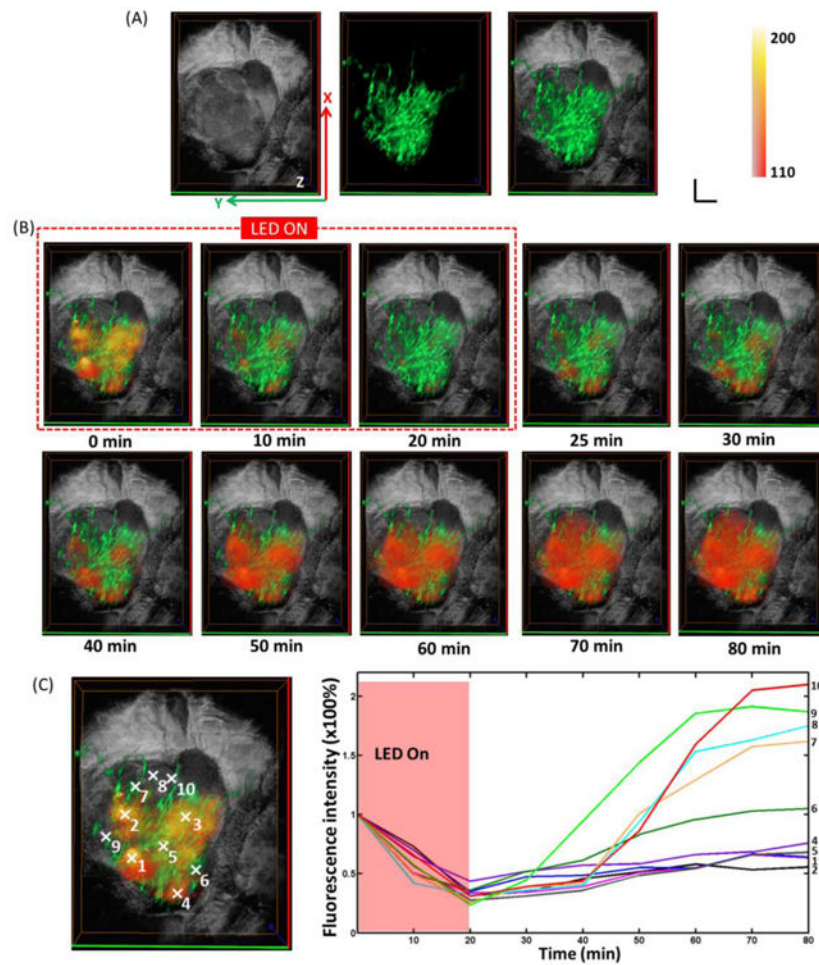 (A)
200
X
Z
Y
110
(B)
LED ON
0 min
10 min
20 min
25 min
30 min
40 min
50 min
60 min
70 min
80 min
(C)
7 8 10
2 3
9 5
1 6
4
Fluorescence intensity (x100%)
2
1.5
1
0.5
0
LED On
10 20 30 40 50 60 70 80
Time (min)
10
9
8
7
6
4
5
1
2